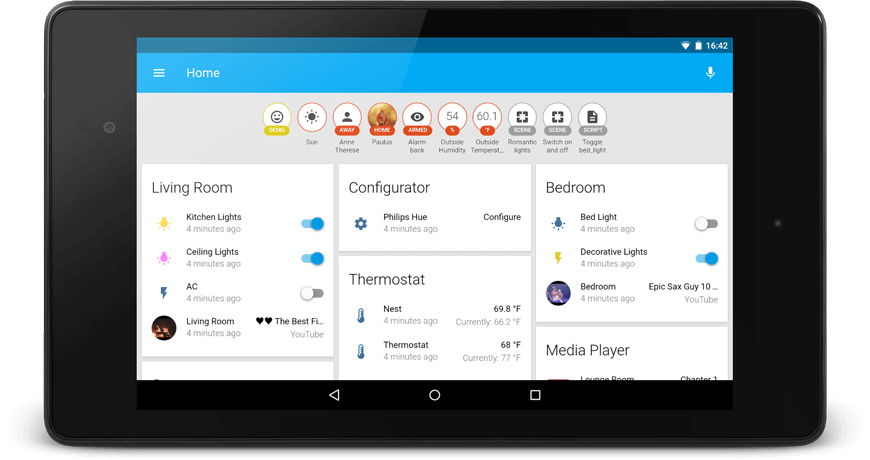 16:42
Home
54
60.1
DEMO
AWAY
HOME
ARMED
%
°F
SCENE
SCENE
SCRIPT
Sun
Anne
Therese
Paulus
Alarm
back
Outside
Humidity
Outside
Temperat...
Romantic
lights
Switch on
and off
Toggle
bed_light
Living Room
Kitchen Lights
4 minutes ago
Ceiling Lights
4 minutes ago
AC
4 minutes ago
Living Room ♥♥ The Best Fi...
4 minutes ago YouTube
Configurator
Philips Hue Configure
4 minutes ago
Thermostat
Nest 69.8 °F
4 minutes ago Currently: 66.2 °F
Thermostat 68 °F
4 minutes ago Currently: 77 °F
Bedroom
Bed Light
4 minutes ago
Decorative Lights
4 minutes ago
Bedroom Epic Sax Guy 10 ...
4 minutes ago YouTube
Media Player
Lounge Room Chapter 1